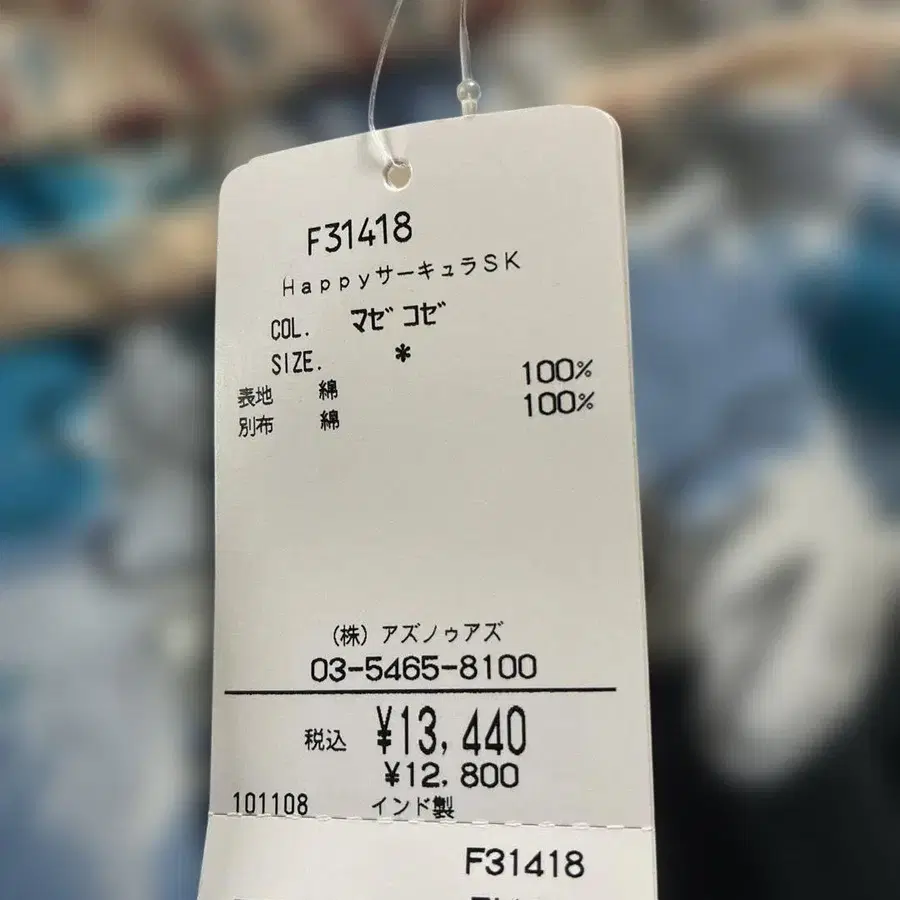 F31418
HappyサーキュラSK
COL. マゼコゼ
SIZE. *
表地 綿 100%
別布 綿 100%
(株)アズノゥアズ
03-5465-8100
税込 ¥13,440
¥12,800
101108 インド製
F31418